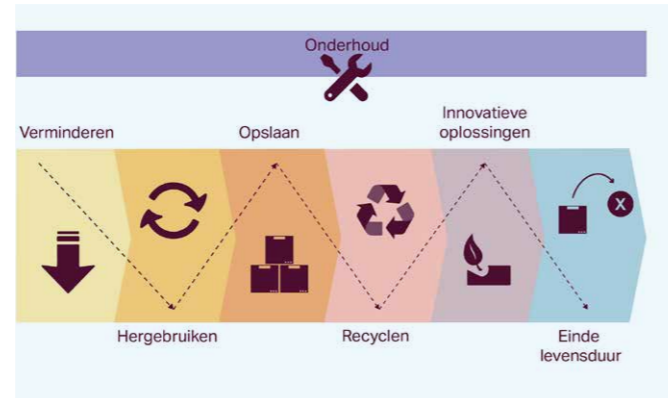 Onderhoud
Innovatieve
oplossingen
Verminderen
Opslaan
X
Hergebruiken
Recyclen
Einde
levensduur